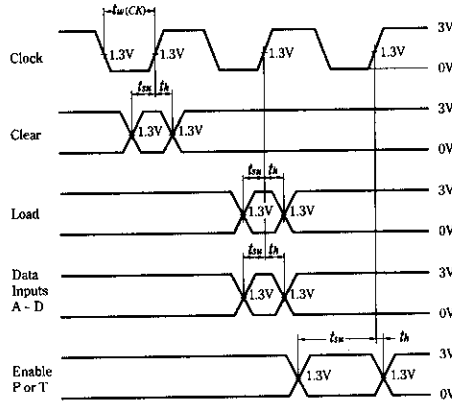 tw(CK)
3V
1.3V 1.3V 1.3V 1.3V
Clock
0V
tsu th
3V
Clear
1.3V 1.3V
0V
tsu th
3V
Load
1.3V 1.3V
0V
tsu th
3V
Data
Inputs
A - D
1.3V 1.3V
0V
tsu th
3V
Enable
P or T
1.3V 1.3V
0V